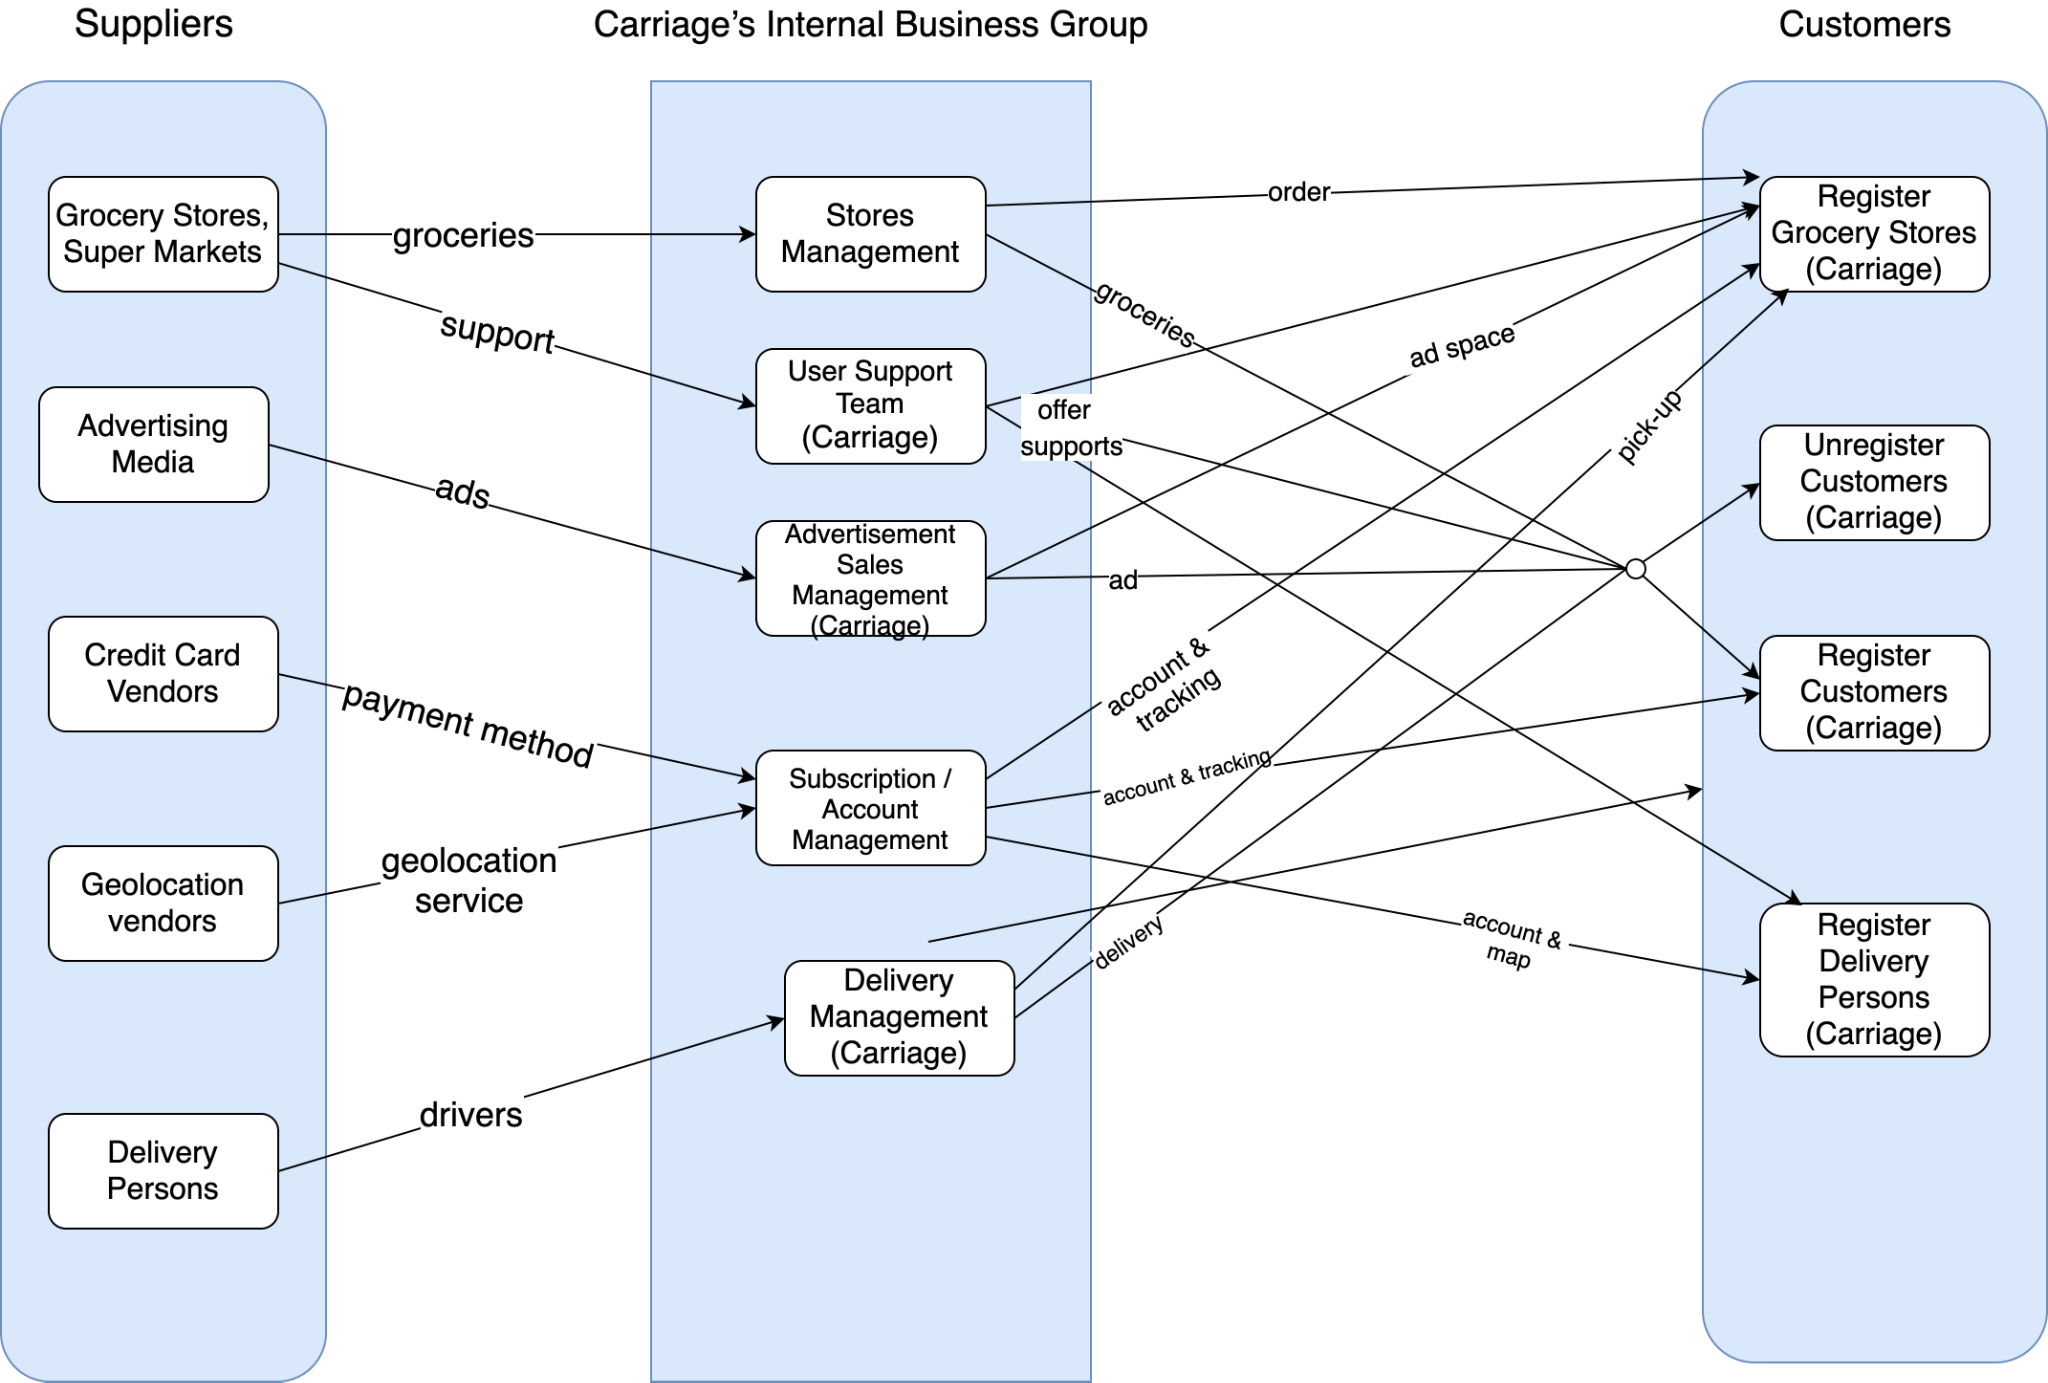 Suppliers
Carriage’s Internal Business Group
Customers
Grocery Stores,
Super Markets
Advertising
Media
Credit Card
Vendors
Geolocation
vendors
Delivery
Persons
groceries
support
ads
payment method
geolocation
service
drivers
Stores
Management
User Support
Team
(Carriage)
Advertisement
Sales
Management
(Carriage)
Subscription /
Account
Management
Delivery
Management
(Carriage)
order
groceries
offer
supports
ad space
ad
pick-up
account &
tracking
account & tracking
delivery
account &
map
Register
Grocery Stores
(Carriage)
Unregister
Customers
(Carriage)
Register
Customers
(Carriage)
Register
Delivery
Persons
(Carriage)